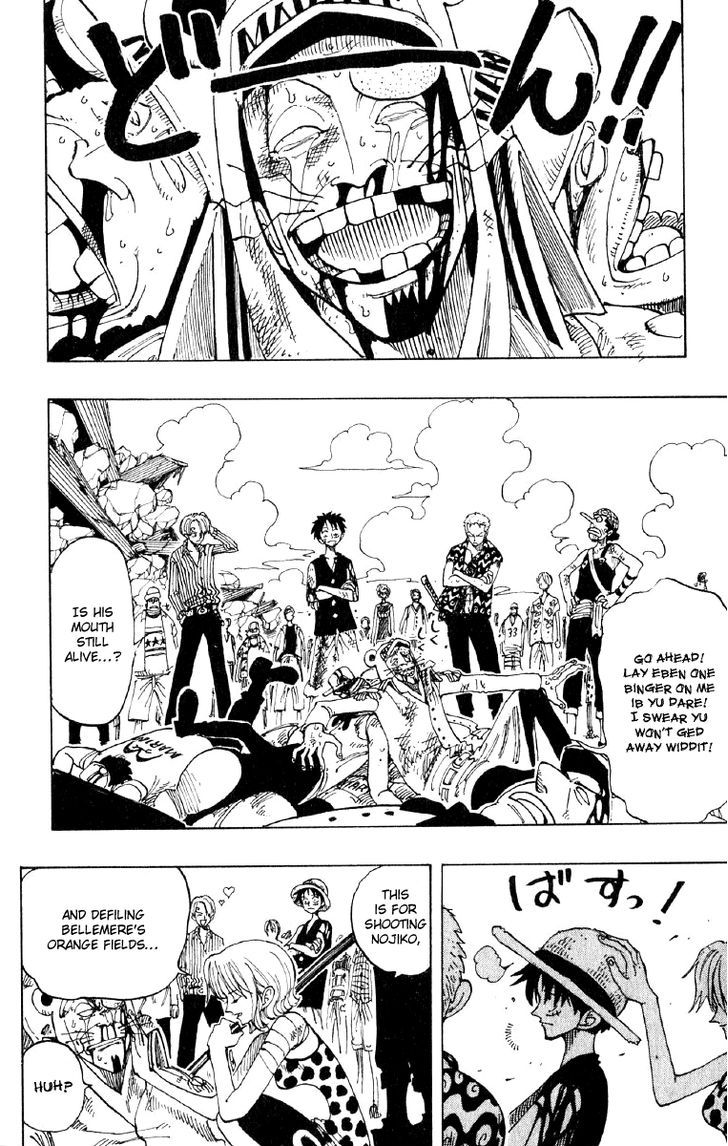 MARINE
どん!!
GO AHEAD!
LAY EBEN ONE
BINGER ON ME
IB YU DARE!
I SWEAR YU
WON'T GED
AWAY WIDDIT!
IS HIS
MOUTH
STILL
ALIVE...?
33
ばすっ!
THIS
IS FOR
SHOOTING
NOJIKO,
AND DEFILING
BELLEMERE'S
ORANGE FIELDS...
HUH?